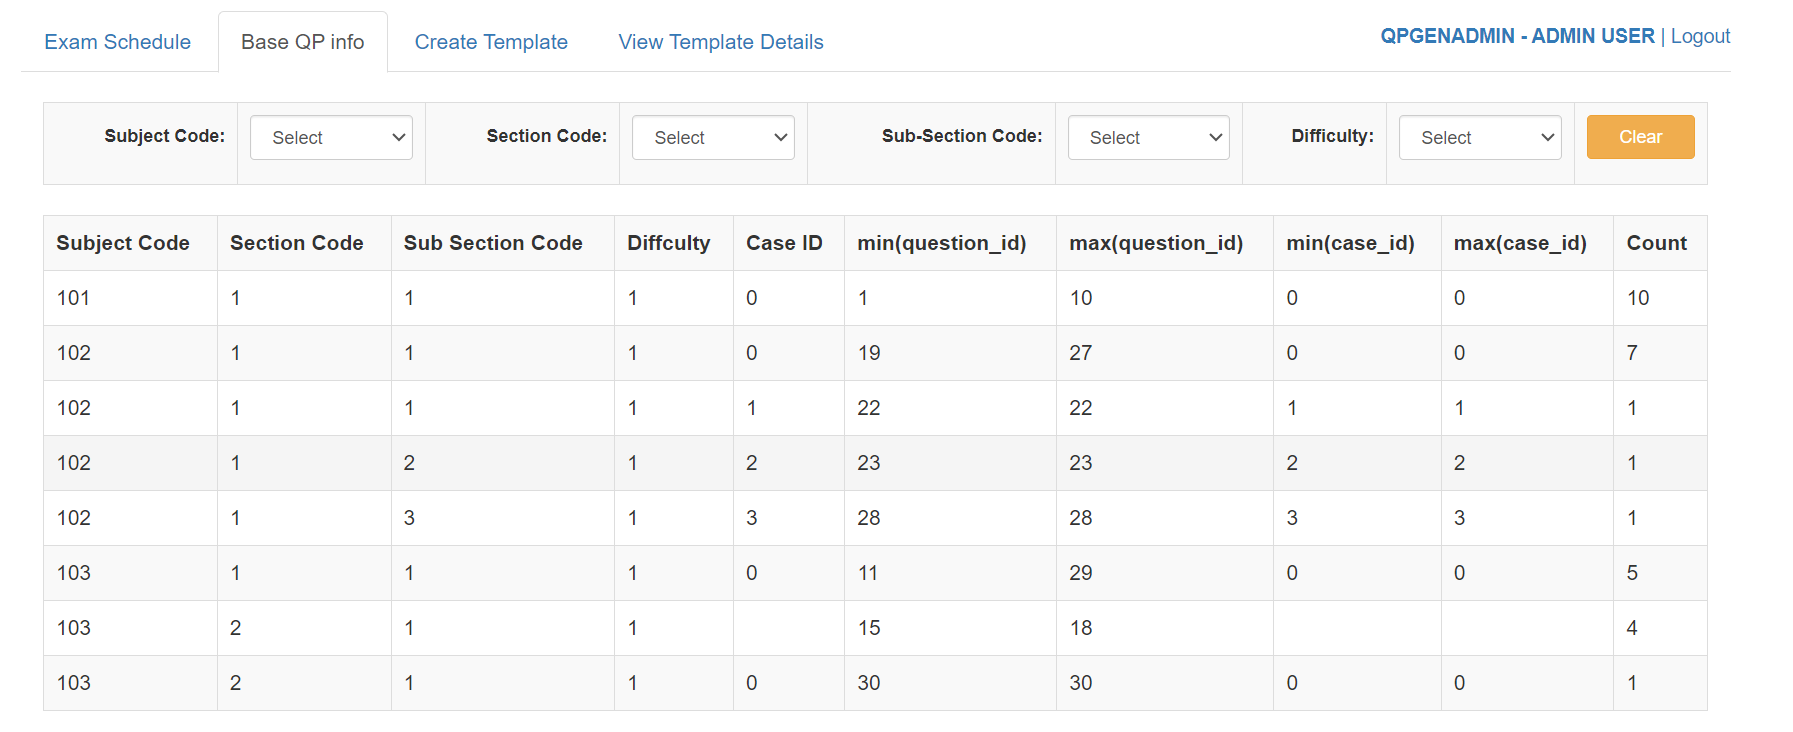 Exam Schedule Base QP info Create Template View Template Details QPGENADMIN - ADMIN USER | Logout
Subject Code: Select Section Code: Select Sub-Section Code: Select Difficulty: Select Clear
Subject Code Section Code Sub Section Code Diffculty Case ID min(question_id) max(question_id) min(case_id) max(case_id) Count
101 1 1 1 0 1 10 0 0 10
102 1 1 1 0 19 27 0 0 7
102 1 1 1 1 22 22 1 1 1
102 1 2 1 2 23 23 2 2 1
102 1 3 1 3 28 28 3 3 1
103 1 1 1 0 11 29 0 0 5
103 2 1 1 15 18 4
103 2 1 1 0 30 30 0 0 1